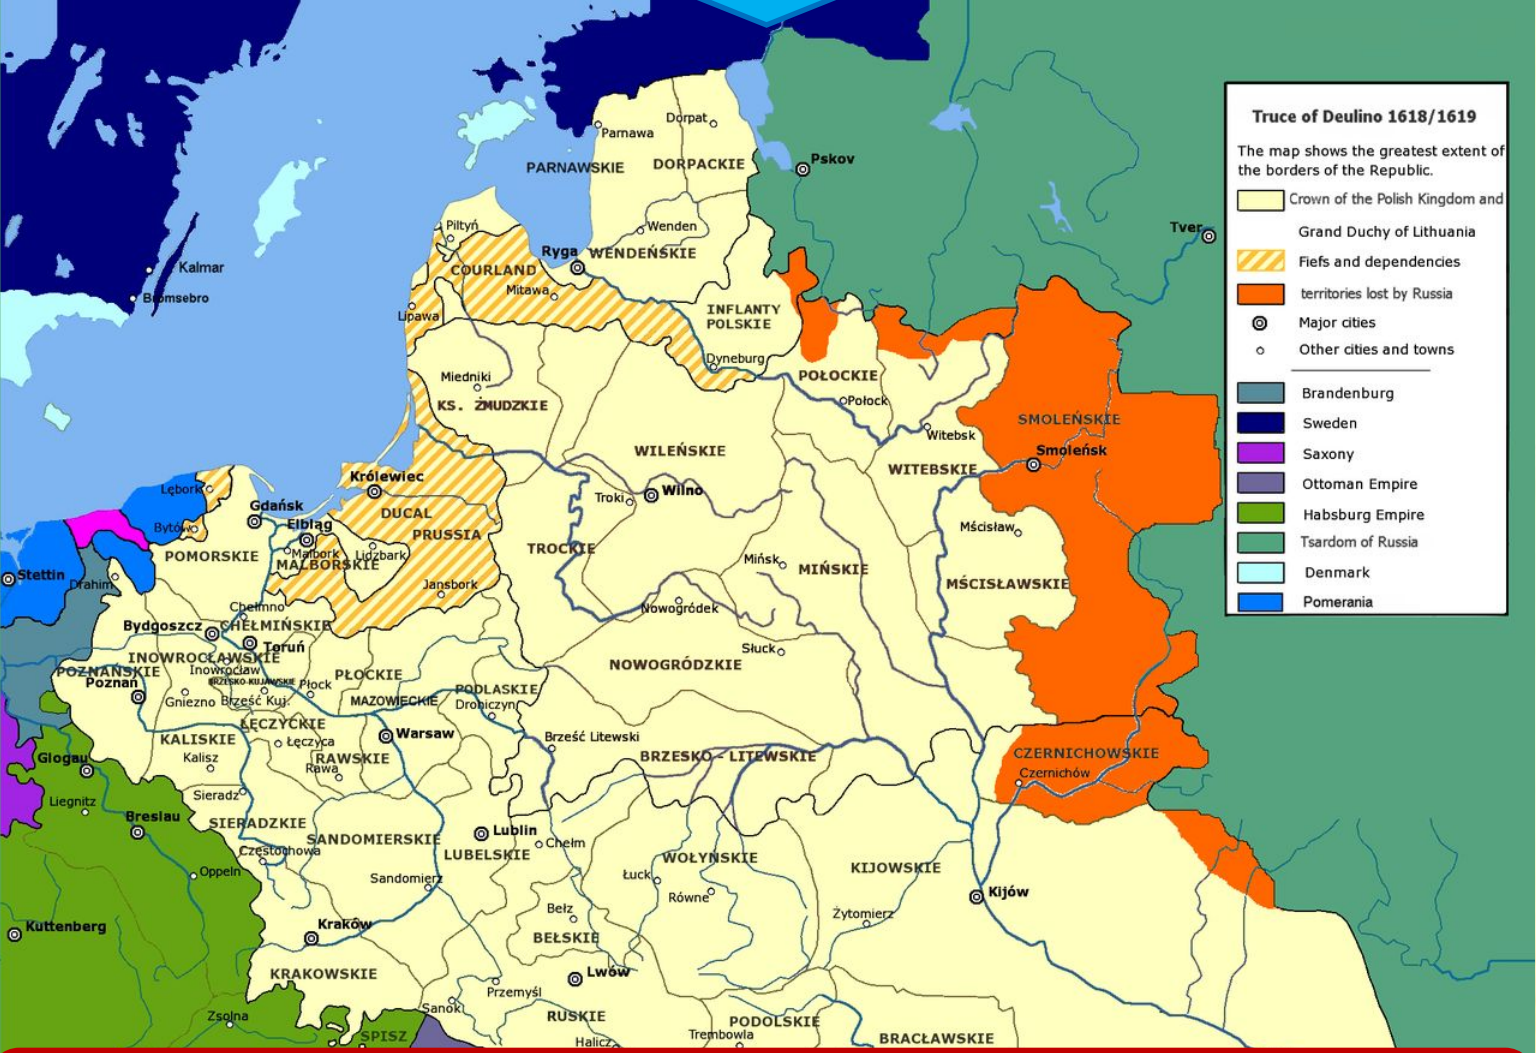 Truce of Deulino 1618/1619
The map shows the greatest extent of
the borders of the Republic.
Crown of the Polish Kingdom and
Grand Duchy of Lithuania
Fiefs and dependencies
territories lost by Russia
Major cities
Other cities and towns
Brandenburg
Sweden
Saxony
Ottoman Empire
Habsburg Empire
Tsardom of Russia
Denmark
Pomerania
Dorpat
Parnawa
Pskov
PARNAWSKIE
DORPACKIE
Piltyń
Wenden
Tver
Ryga
WENDEŃSKIE
Kalmar
COURLAND
Mitawa
Bromsebro
Lipawa
INFLANTY
POLSKIE
Dyneburg
Miedniki
POŁOCKIE
KS. ŻMUDZKIE
Połock
SMOLEŃSKIE
Witebsk
WILEŃSKIE
Smoleńsk
WITEBSKIE
Królewiec
Lębork
Troki
Wilno
Gdańsk
DUCAL
PRUSSIA
Elbląg
Bytów
Mścisław
POMORSKIE
Malbork
Lidzbark
MALBORSKIE
TROCKIE
Mińsk
MIŃSKIE
Stettin
Drahim
Jansbork
MŚCISŁAWSKIE
Chełmno
Nowogródek
Bydgoszcz
CHEŁMIŃSKIE
Toruń
Słuck
INOWROCŁAWSKIE
Inowrocław
NOWOGRÓDZKIE
POZNAŃSKIE
Poznań
BRZESKO-KUJAWSKIE
Płock
PŁOCKIE
Gniezno
Brześć Kuj.
MAZOWIECKIE
PODLASKIE
Drohiczyn
ŁĘCZYCKIE
KALISKIE
Łęczyca
Warsaw
Brześć Litewski
RAWSKIE
BRZESKO - LITEWSKIE
CZERNICHOWSKIE
Glogau
Kalisz
Rawa
Czernichów
Liegnitz
Sieradz
Breslau
SIERADZKIE
SANDOMIERSKIE
Lublin
LUBELSKIE
Chełm
Częstochowa
WOŁYŃSKIE
KIJOWSKIE
Oppeln
Sandomierz
Łuck
Równe
Kijów
Bełz
Żytomierz
Kuttenberg
Kraków
BEŁSKIE
KRAKOWSKIE
Lwów
Przemyśl
Sanok
Zsolna
RUSKIE
PODOLSKIE
SPISZ
Halicz
Trembowla
BRACŁAWSKIE